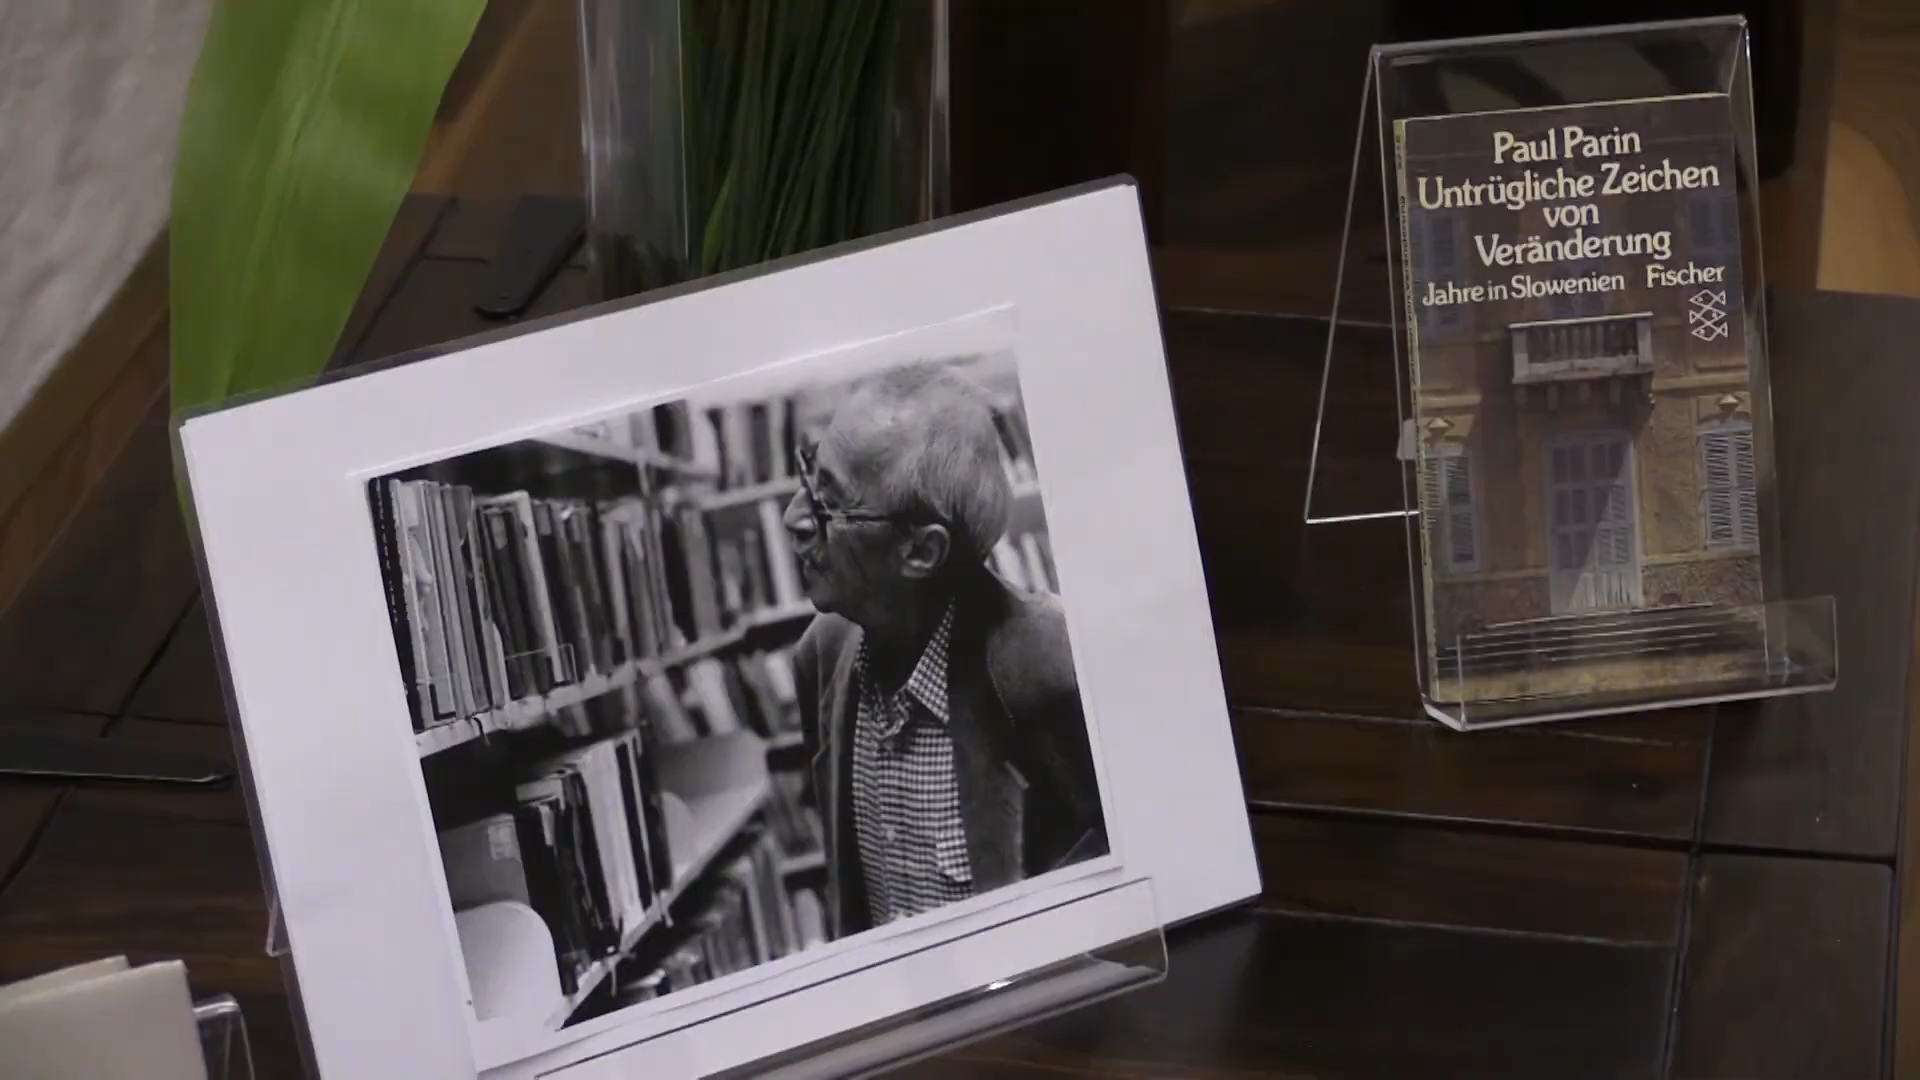 Paul Parin
Untrügliche Zeichen
von
Veränderung
Jahre in Slowenien Fischer